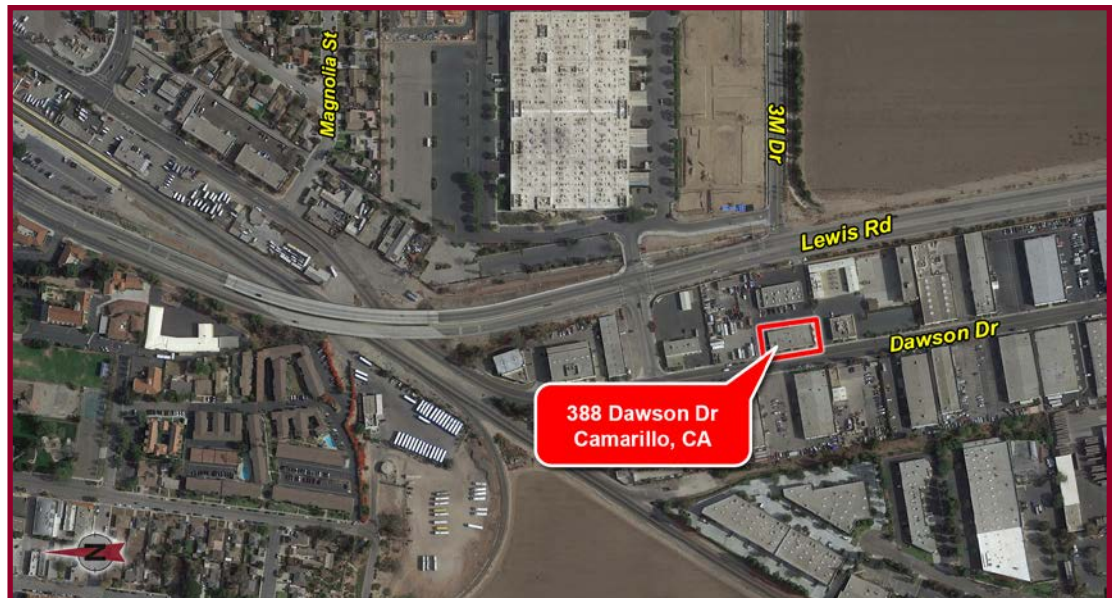 Magnolia St
3M Dr
Lewis Rd
Dawson Dr
388 Dawson Dr
Camarillo, CA
N